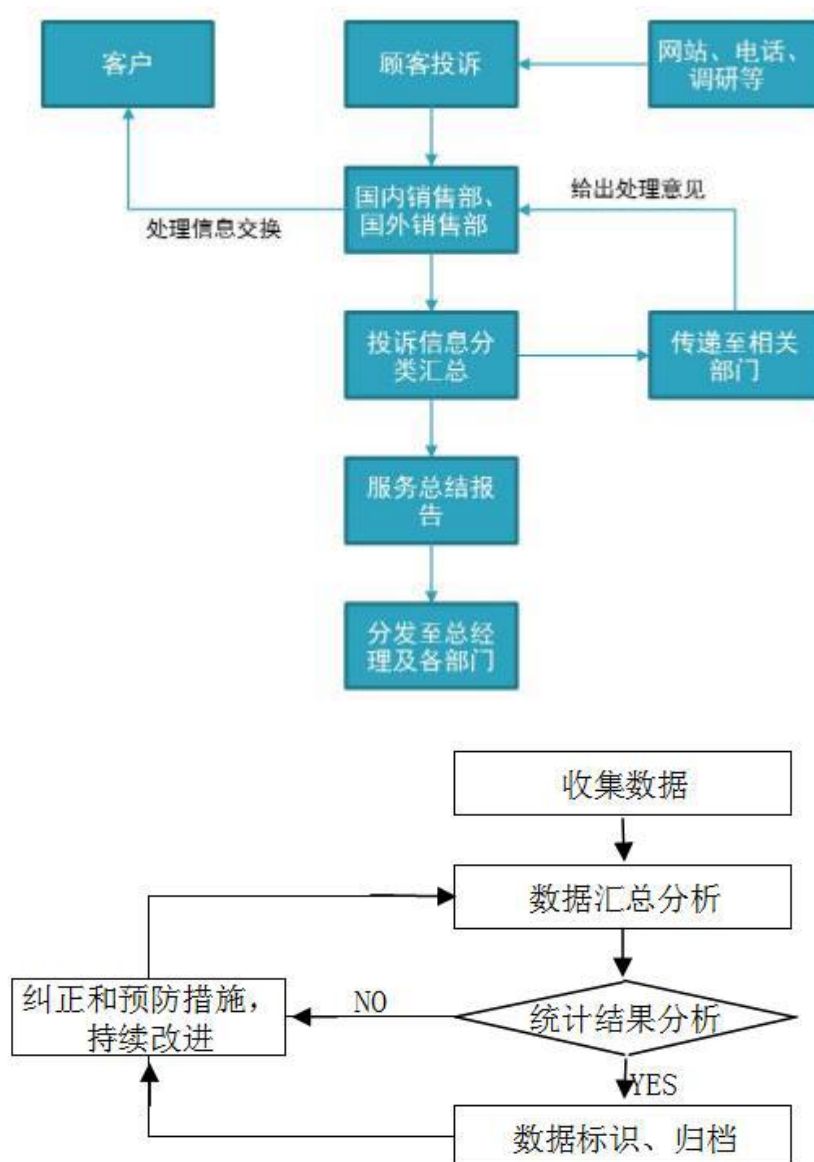 客户
顾客投诉
网站、电话、
调研等
国内销售部、
国外销售部
给出处理意见
处理信息交换
投诉信息分
类汇总
传递至相关
部门
服务总结报
告
分发至总经
理及各部门
收集数据
数据汇总分析
纠正和预防措施，
持续改进
NO
统计结果分析
YES
数据标识、归档